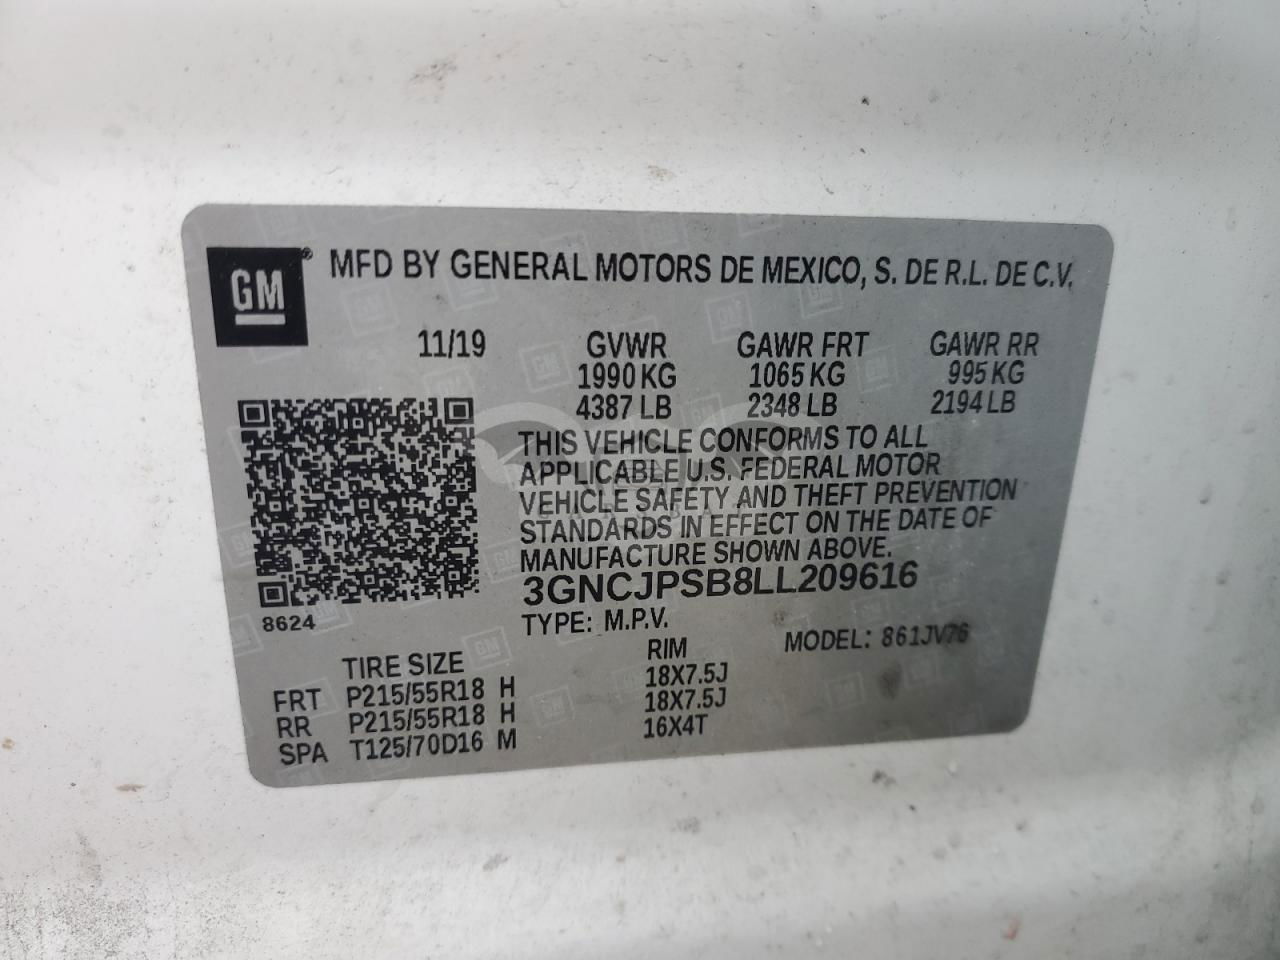 GM® MFD BY GENERAL MOTORS DE MEXICO, S. DE R.L. DE C.V.
11/19 GVWR GAWR FRT GAWR RR
1990 KG 1065 KG 995 KG
4387 LB 2348 LB 2194 LB
THIS VEHICLE CONFORMS TO ALL
APPLICABLE U.S. FEDERAL MOTOR
VEHICLE SAFETY AND THEFT PREVENTION
STANDARDS IN EFFECT ON THE DATE OF
MANUFACTURE SHOWN ABOVE.
3GNCJPSB8LL209616
8624 TYPE: M.P.V.
MODEL: 861JV76
TIRE SIZE RIM
FRT P215/55R18 H 18X7.5J
RR P215/55R18 H 18X7.5J
SPA T125/70D16 M 16X4T